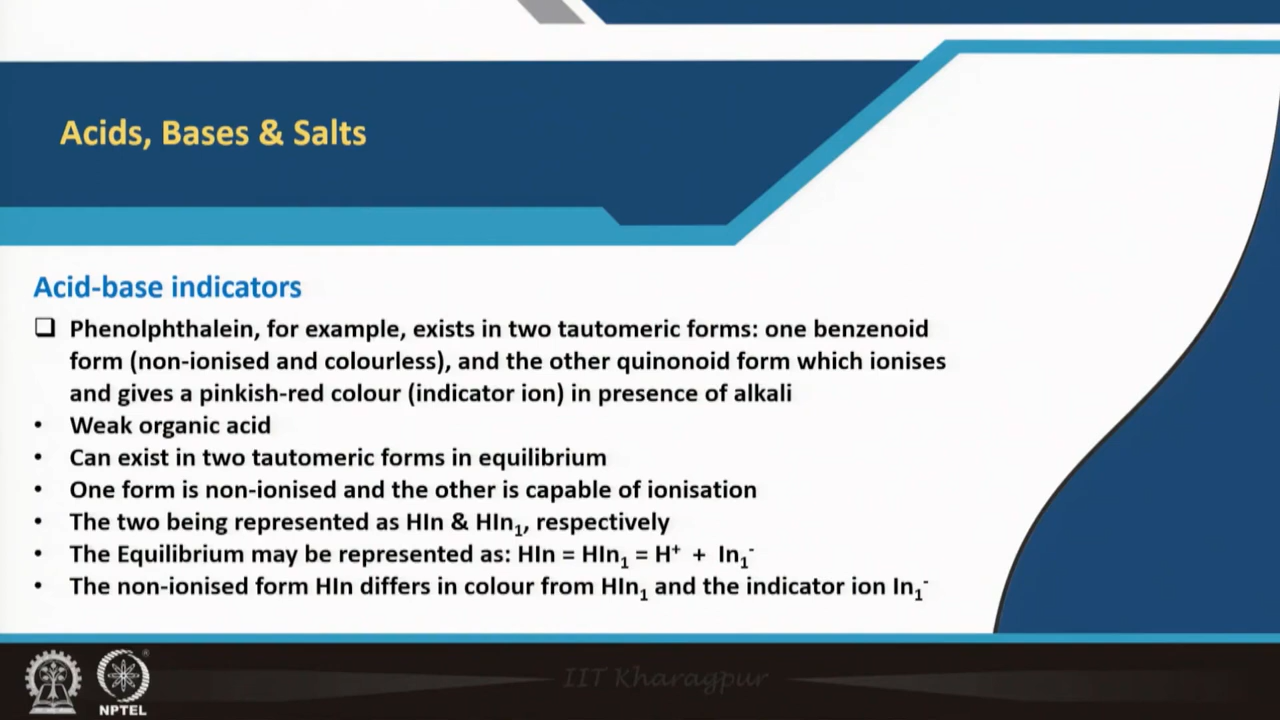 Acids, Bases & Salts
Acid-base indicators
❑ Phenolphthalein, for example, exists in two tautomeric forms: one benzenoid
form (non-ionised and colourless), and the other quinonoid form which ionises
and gives a pinkish-red colour (indicator ion) in presence of alkali
• Weak organic acid
• Can exist in two tautomeric forms in equilibrium
• One form is non-ionised and the other is capable of ionisation
• The two being represented as HIn & HIn₁, respectively
• The Equilibrium may be represented as: HIn = HIn₁ = H⁺ + In₁⁻
• The non-ionised form HIn differs in colour from HIn₁ and the indicator ion In₁⁻
IIT Kharagpur
NPTEL